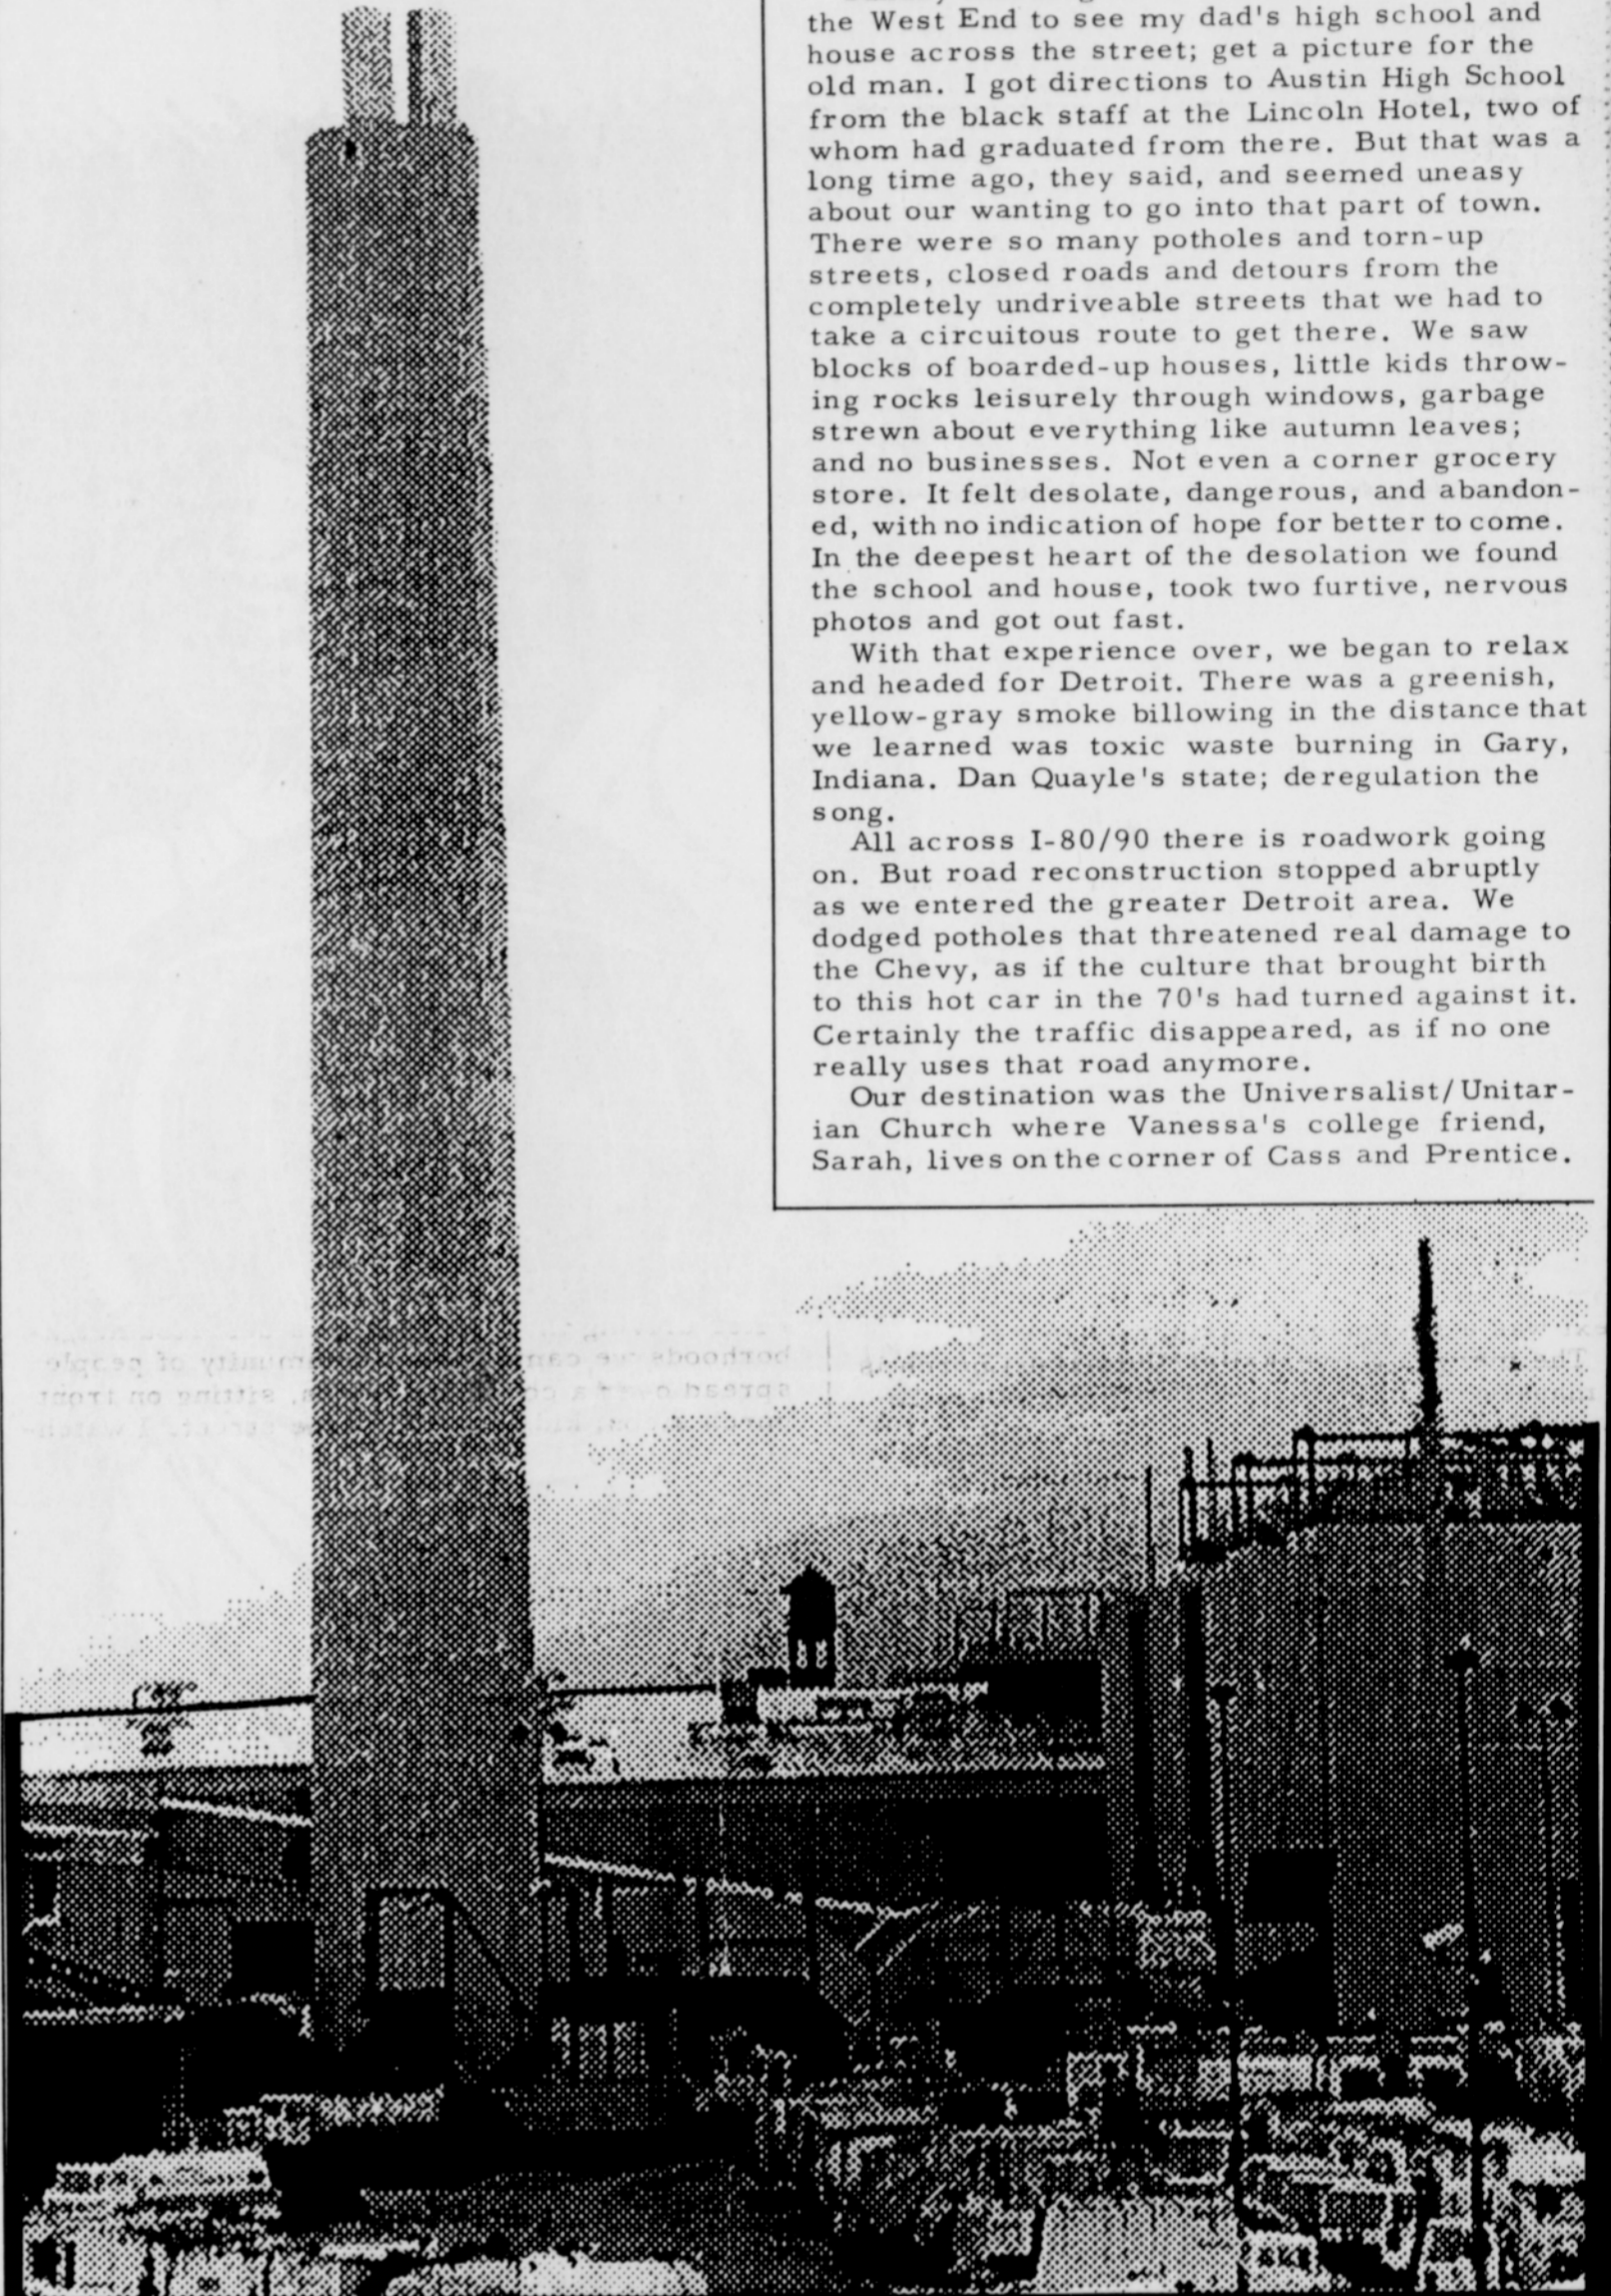 the West End to see my dad's high school and
house across the street; get a picture for the
old man. I got directions to Austin High School
from the black staff at the Lincoln Hotel, two of
whom had graduated from there. But that was a
long time ago, they said, and seemed uneasy
about our wanting to go into that part of town.
There were so many potholes and torn-up
streets, closed roads and detours from the
completely undriveable streets that we had to
take a circuitous route to get there. We saw
blocks of boarded-up houses, little kids throw-
ing rocks leisurely through windows, garbage
strewn about everything like autumn leaves;
and no businesses. Not even a corner grocery
store. It felt desolate, dangerous, and abandon-
ed, with no indication of hope for better to come.
In the deepest heart of the desolation we found
the school and house, took two furtive, nervous
photos and got out fast.
With that experience over, we began to relax
and headed for Detroit. There was a greenish,
yellow-gray smoke billowing in the distance that
we learned was toxic waste burning in Gary,
Indiana. Dan Quayle's state; deregulation the
song.
All across I-80/90 there is roadwork going
on. But road reconstruction stopped abruptly
as we entered the greater Detroit area. We
dodged potholes that threatened real damage to
the Chevy, as if the culture that brought birth
to this hot car in the 70's had turned against it.
Certainly the traffic disappeared, as if no one
really uses that road anymore.
Our destination was the Universalist/Unitar-
ian Church where Vanessa's college friend,
Sarah, lives on the corner of Cass and Prentice.